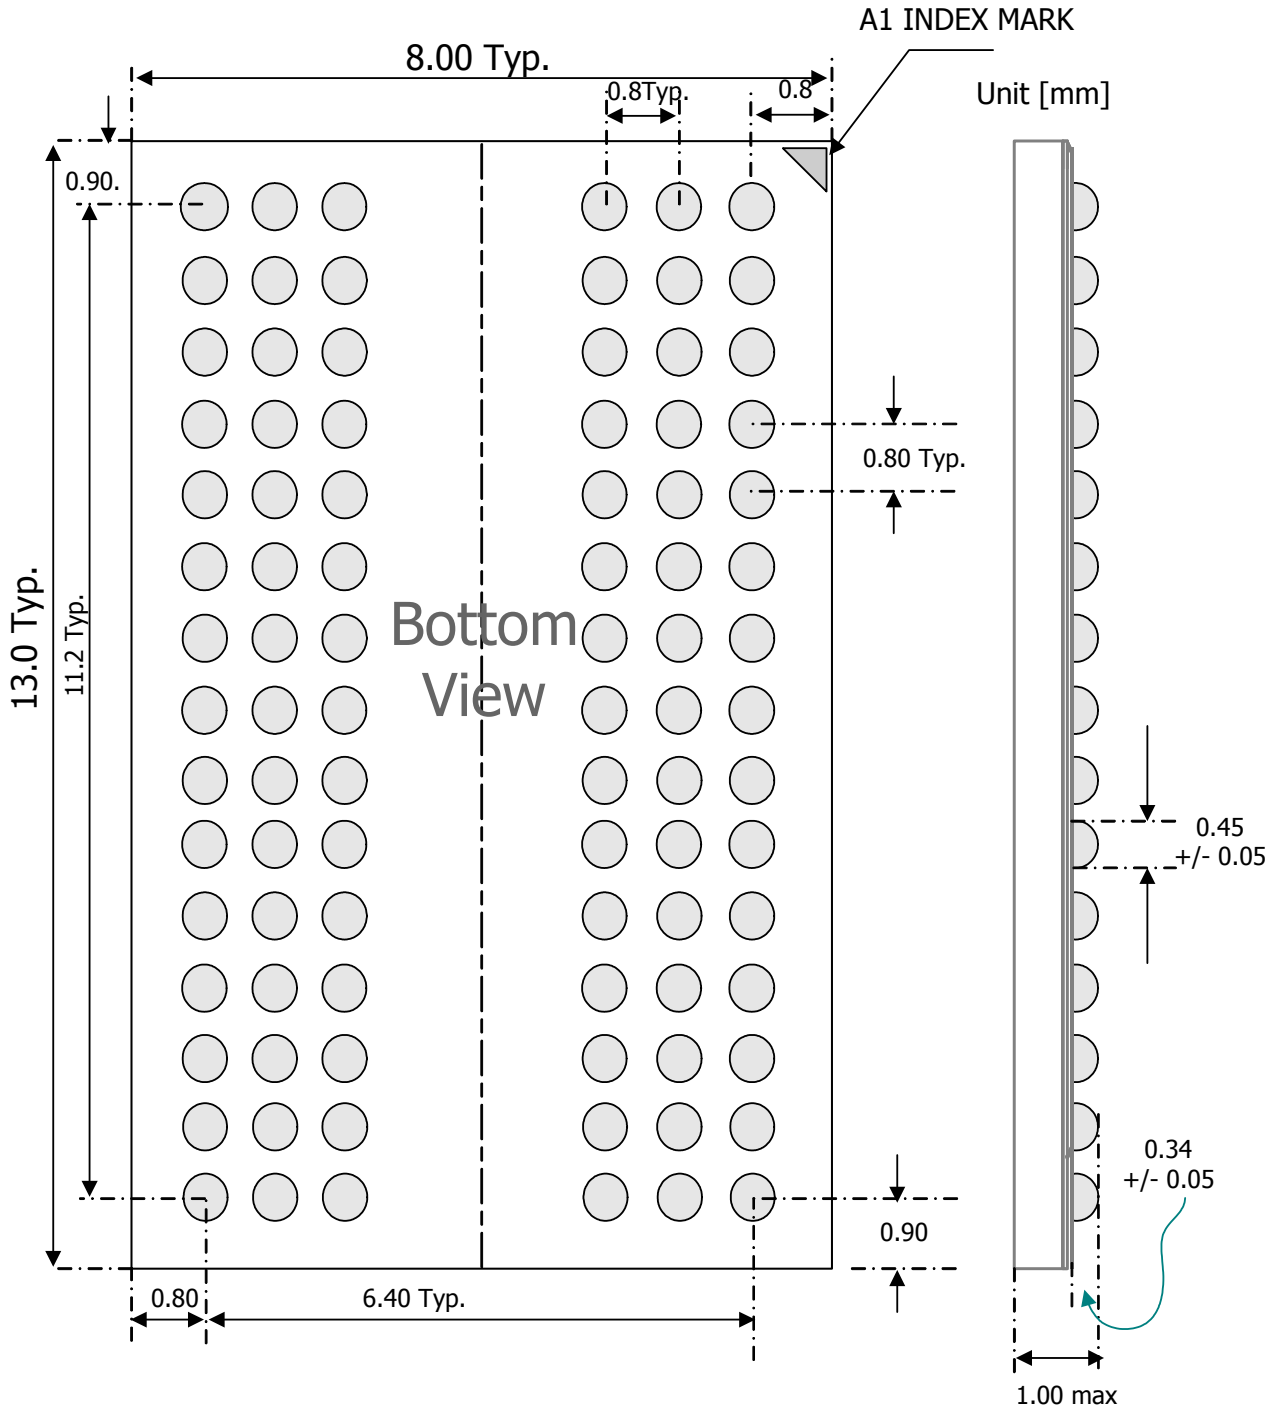 A1 INDEX MARK
8.00 Typ.
0.8Typ.
0.8
Unit [mm]
0.90.
0.80 Typ.
13.0 Typ.
11.2 Typ.
Bottom
View
0.45
+/- 0.05
0.34
+/- 0.05
0.90
0.80
6.40 Typ.
1.00 max